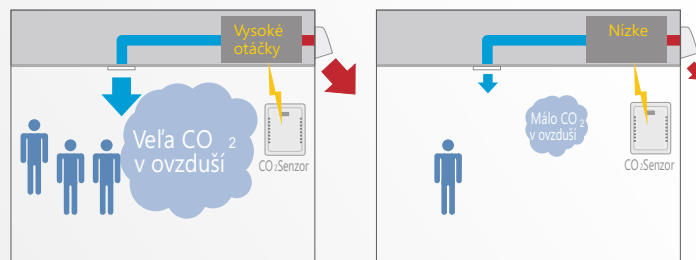 Vysoké
otáčky
Veľa CO 2
v ovzduší
CO2Senzor
Nízke
Málo CO 2
v ovzduší
CO2Senzor